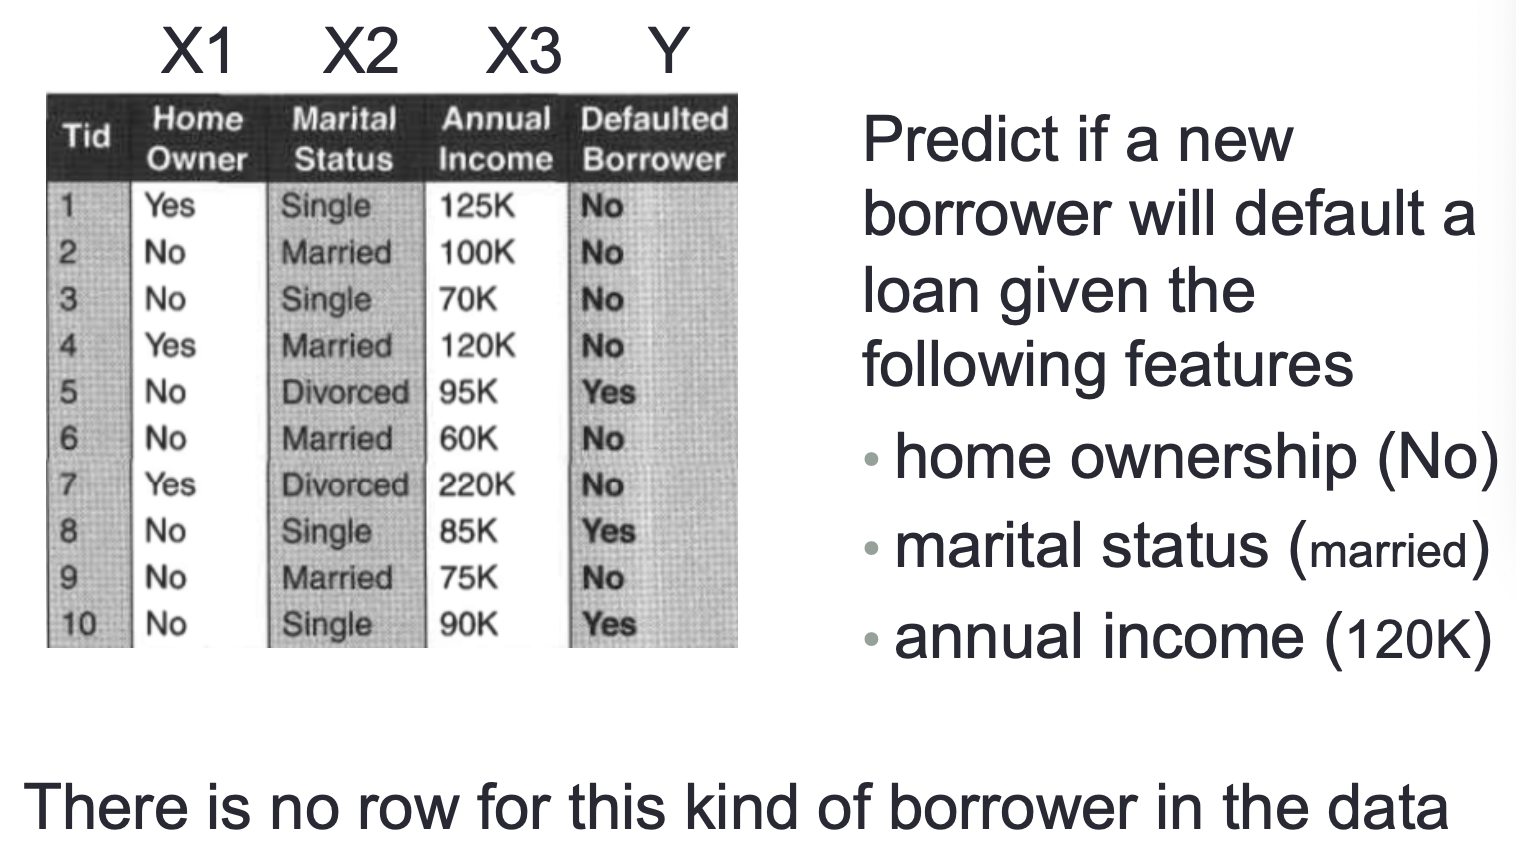 X1 X2 X3 Y
Tid Home Owner Marital Status Annual Income Defaulted Borrower
1 Yes Single 125K No
2 No Married 100K No
3 No Single 70K No
4 Yes Married 120K No
5 No Divorced 95K Yes
6 No Married 60K No
7 Yes Divorced 220K No
8 No Single 85K Yes
9 No Married 75K No
10 No Single 90K Yes
Predict if a new
borrower will default a
loan given the
following features
• home ownership (No)
• marital status (married)
• annual income (120K)
There is no row for this kind of borrower in the data